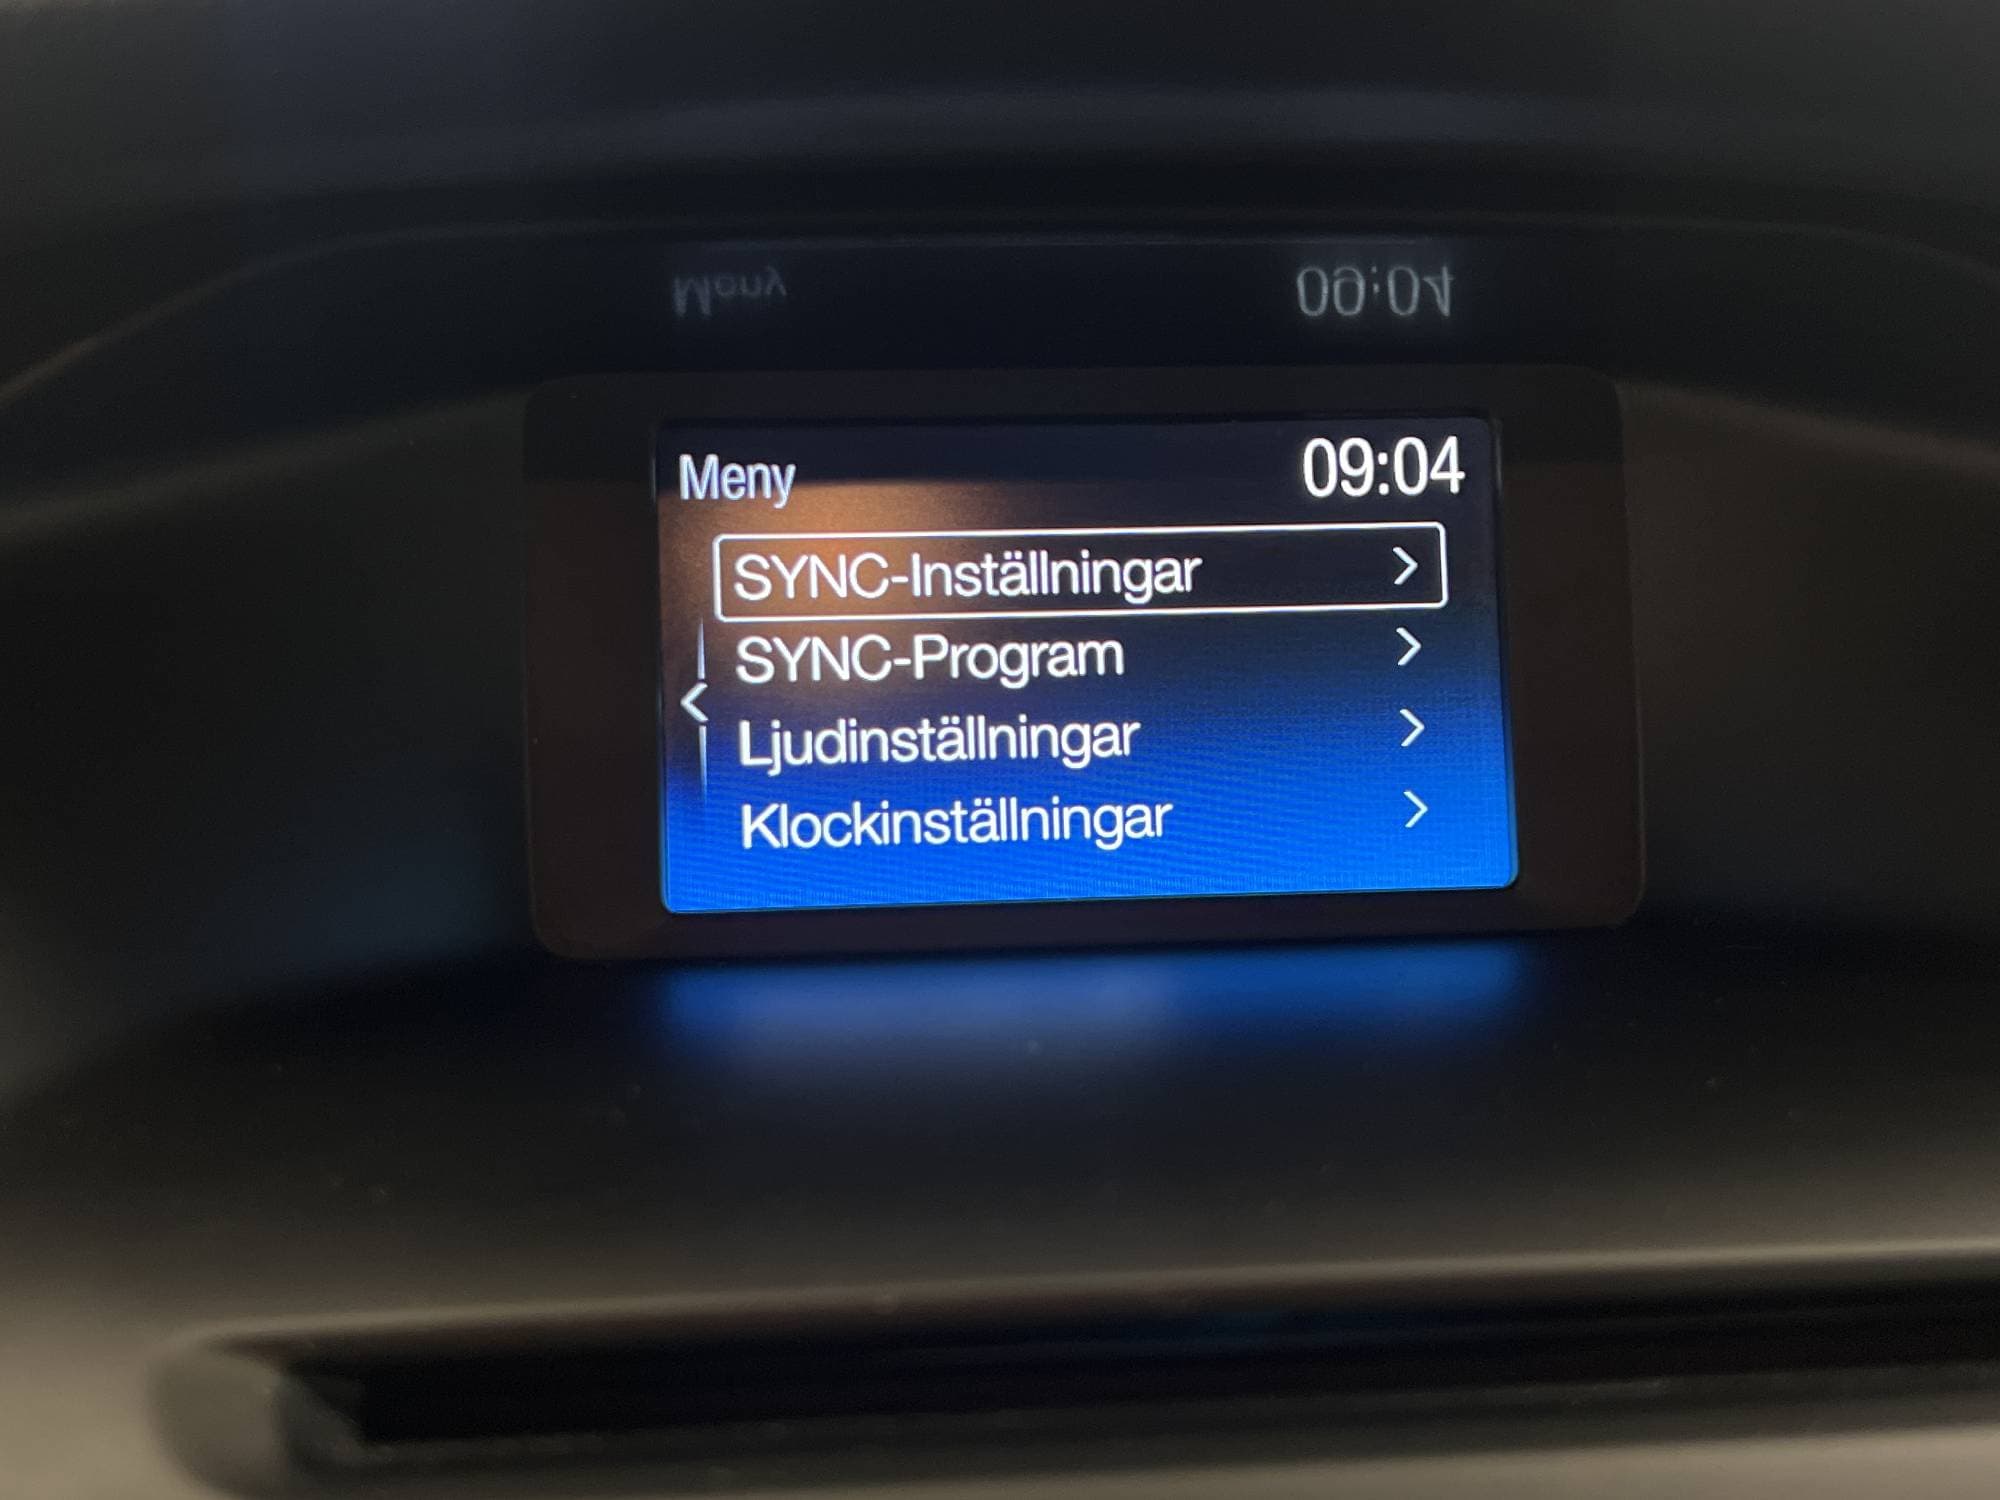 Meny 09:04
SYNC-Inställningar
SYNC-Program
Ljudinställningar
Klockinställningar